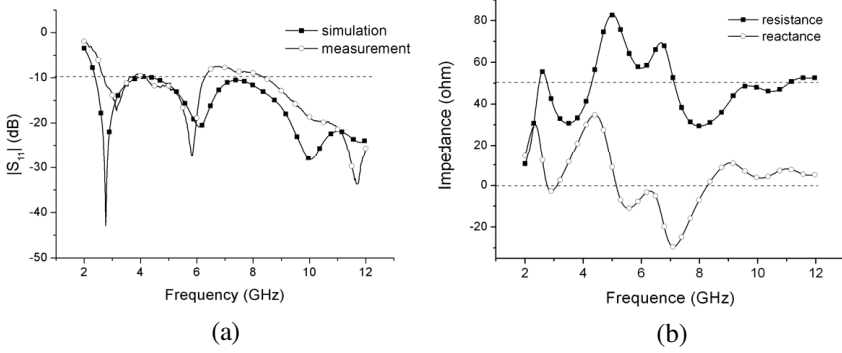 simulation
measurement
0
-10
-20
-30
-40
-50
|S11| (dB)
2 4 6 8 10 12
Frequency (GHz)
(a)
resistance
reactance
80
60
40
20
0
-20
Impedance (ohm)
2 4 6 8 10 12
Frequence (GHz)
(b)